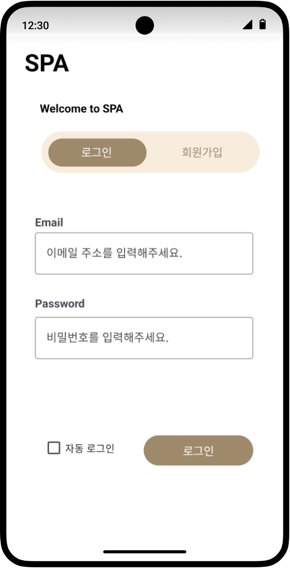 12:30
SPA
Welcome to SPA
로그인 회원가입
Email
이메일 주소를 입력해주세요.
Password
비밀번호를 입력해주세요.
자동 로그인 로그인